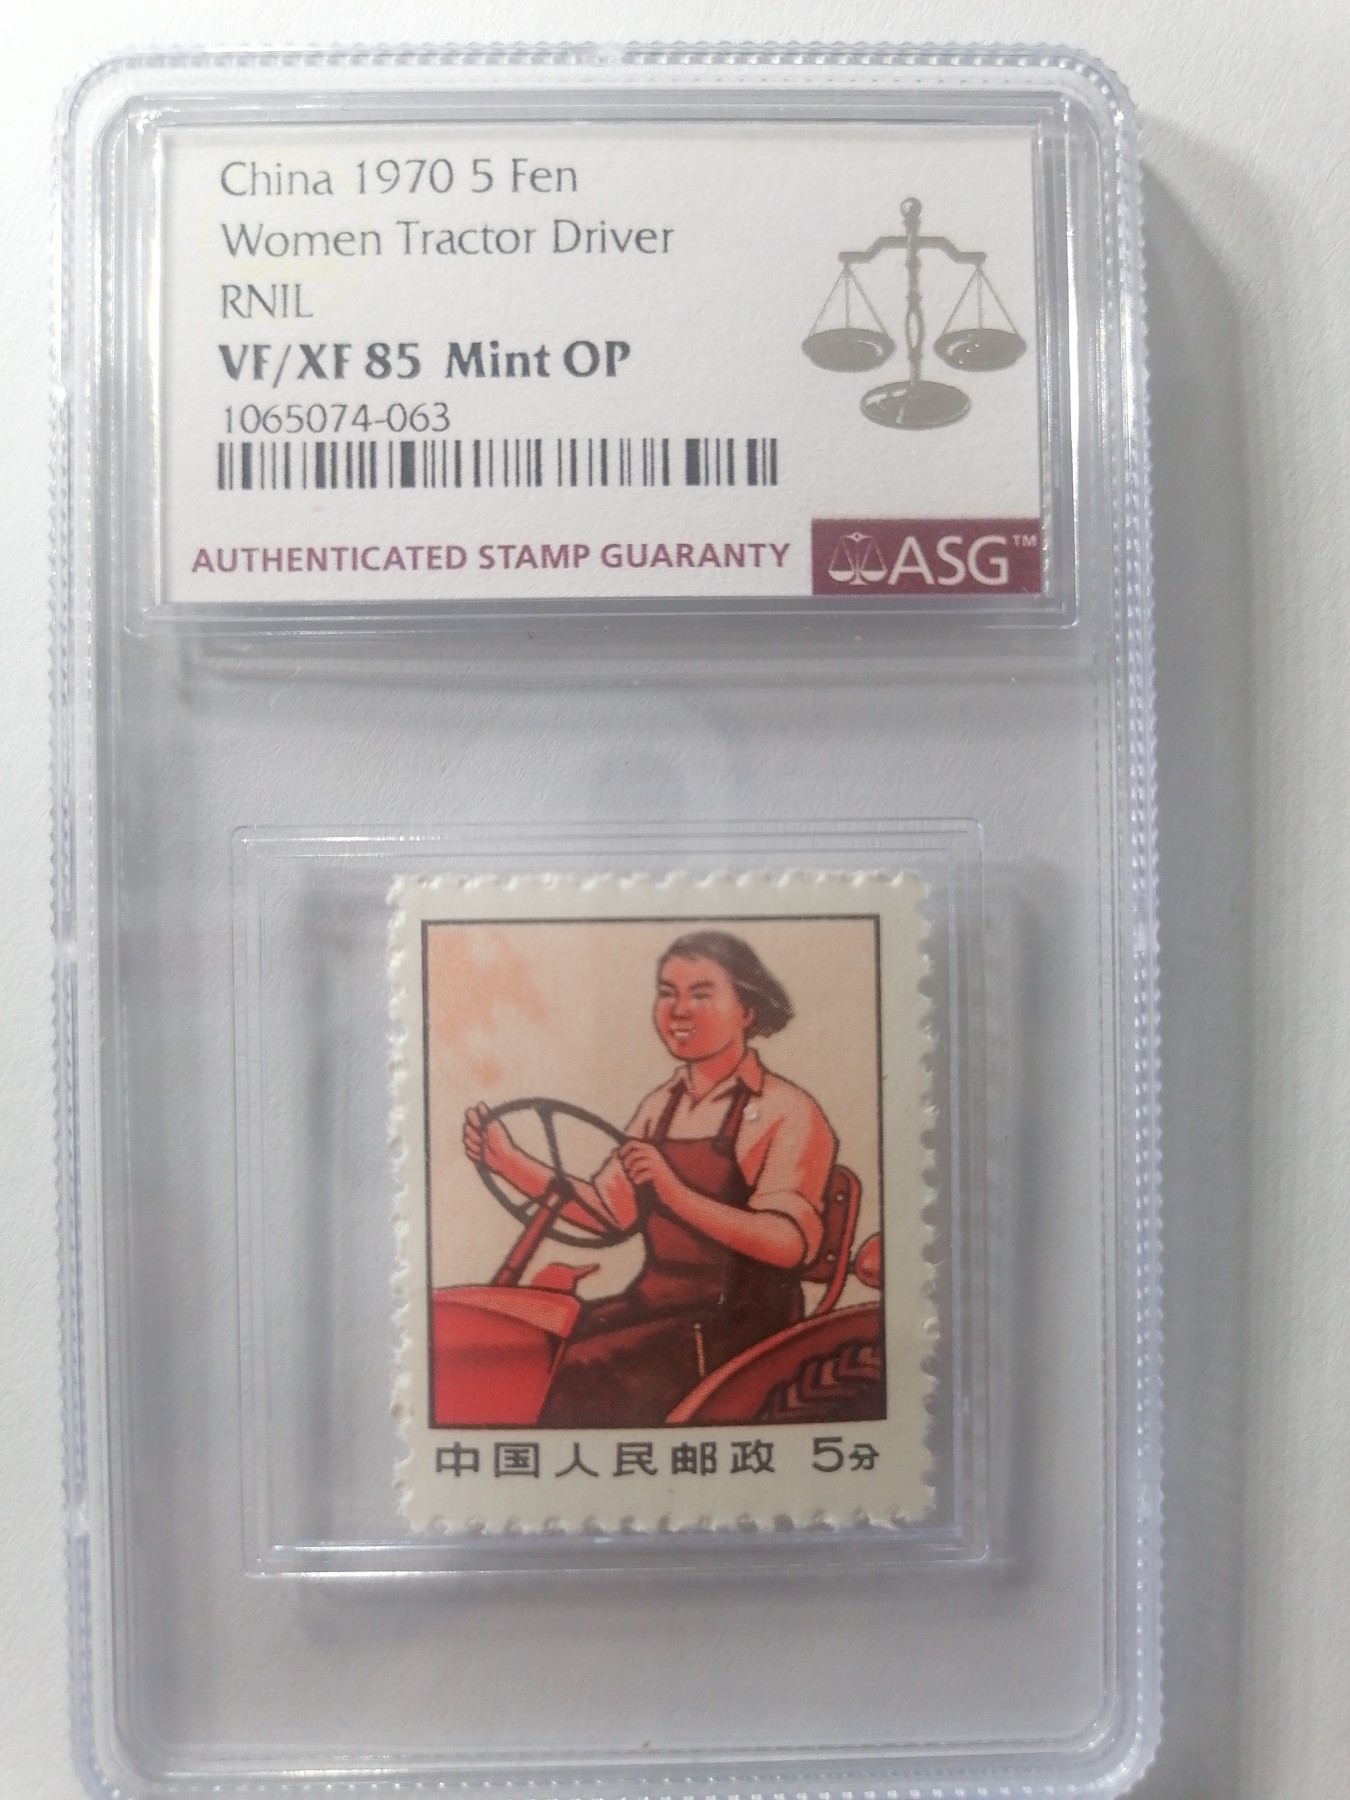 China 1970 5 Fen
Women Tractor Driver
RNIL
VF/XF 85 Mint OP
1065074-063
AUTHENTICATED STAMP GUARANTY
ASG™
中国人民邮政 5分